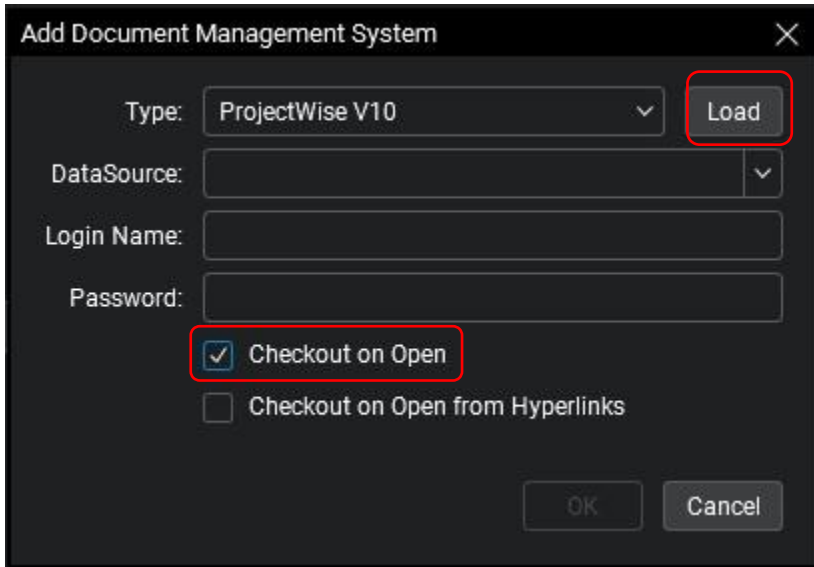 Add Document Management System
Type: ProjectWise V10 Load
DataSource:
Login Name:
Password:
Checkout on Open
Checkout on Open from Hyperlinks
OK Cancel